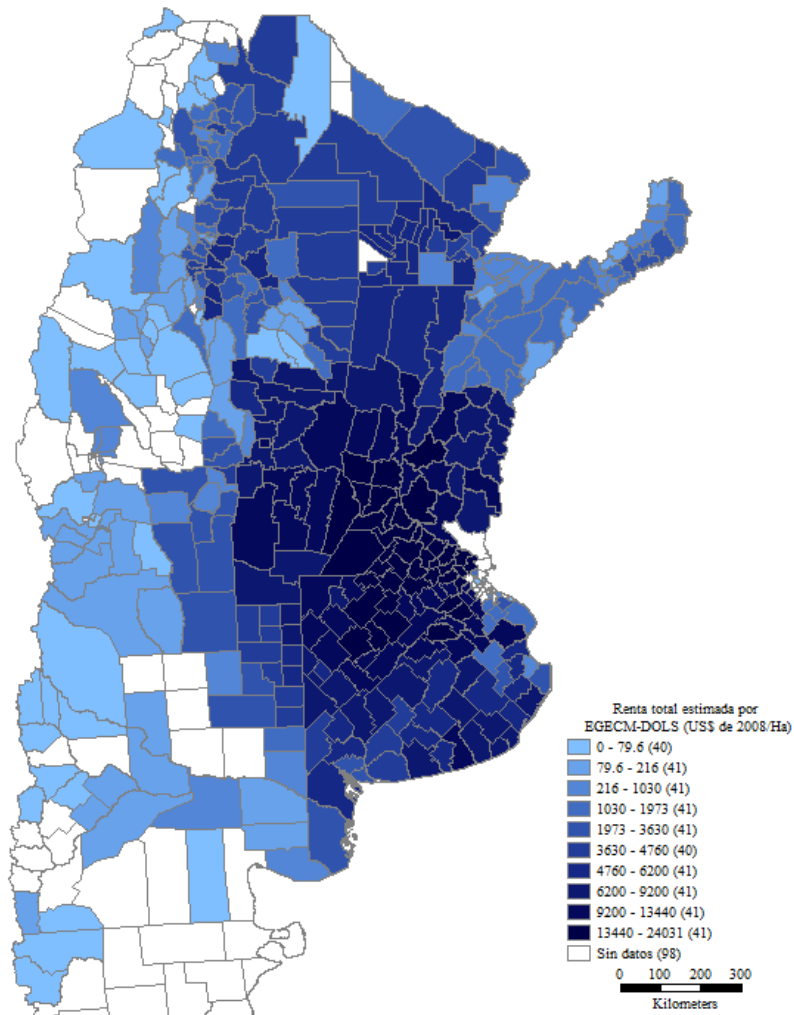 Renta total estimada por
EGECM-DOLS (US$ de 2008/Ha)
0 - 79.6 (40)
79.6 - 216 (41)
216 - 1030 (41)
1030 - 1973 (41)
1973 - 3630 (41)
3630 - 4760 (40)
4760 - 6200 (41)
6200 - 9200 (41)
9200 - 13440 (41)
13440 - 24031 (41)
Sin datos (98)
0 100 200 300
Kilometers